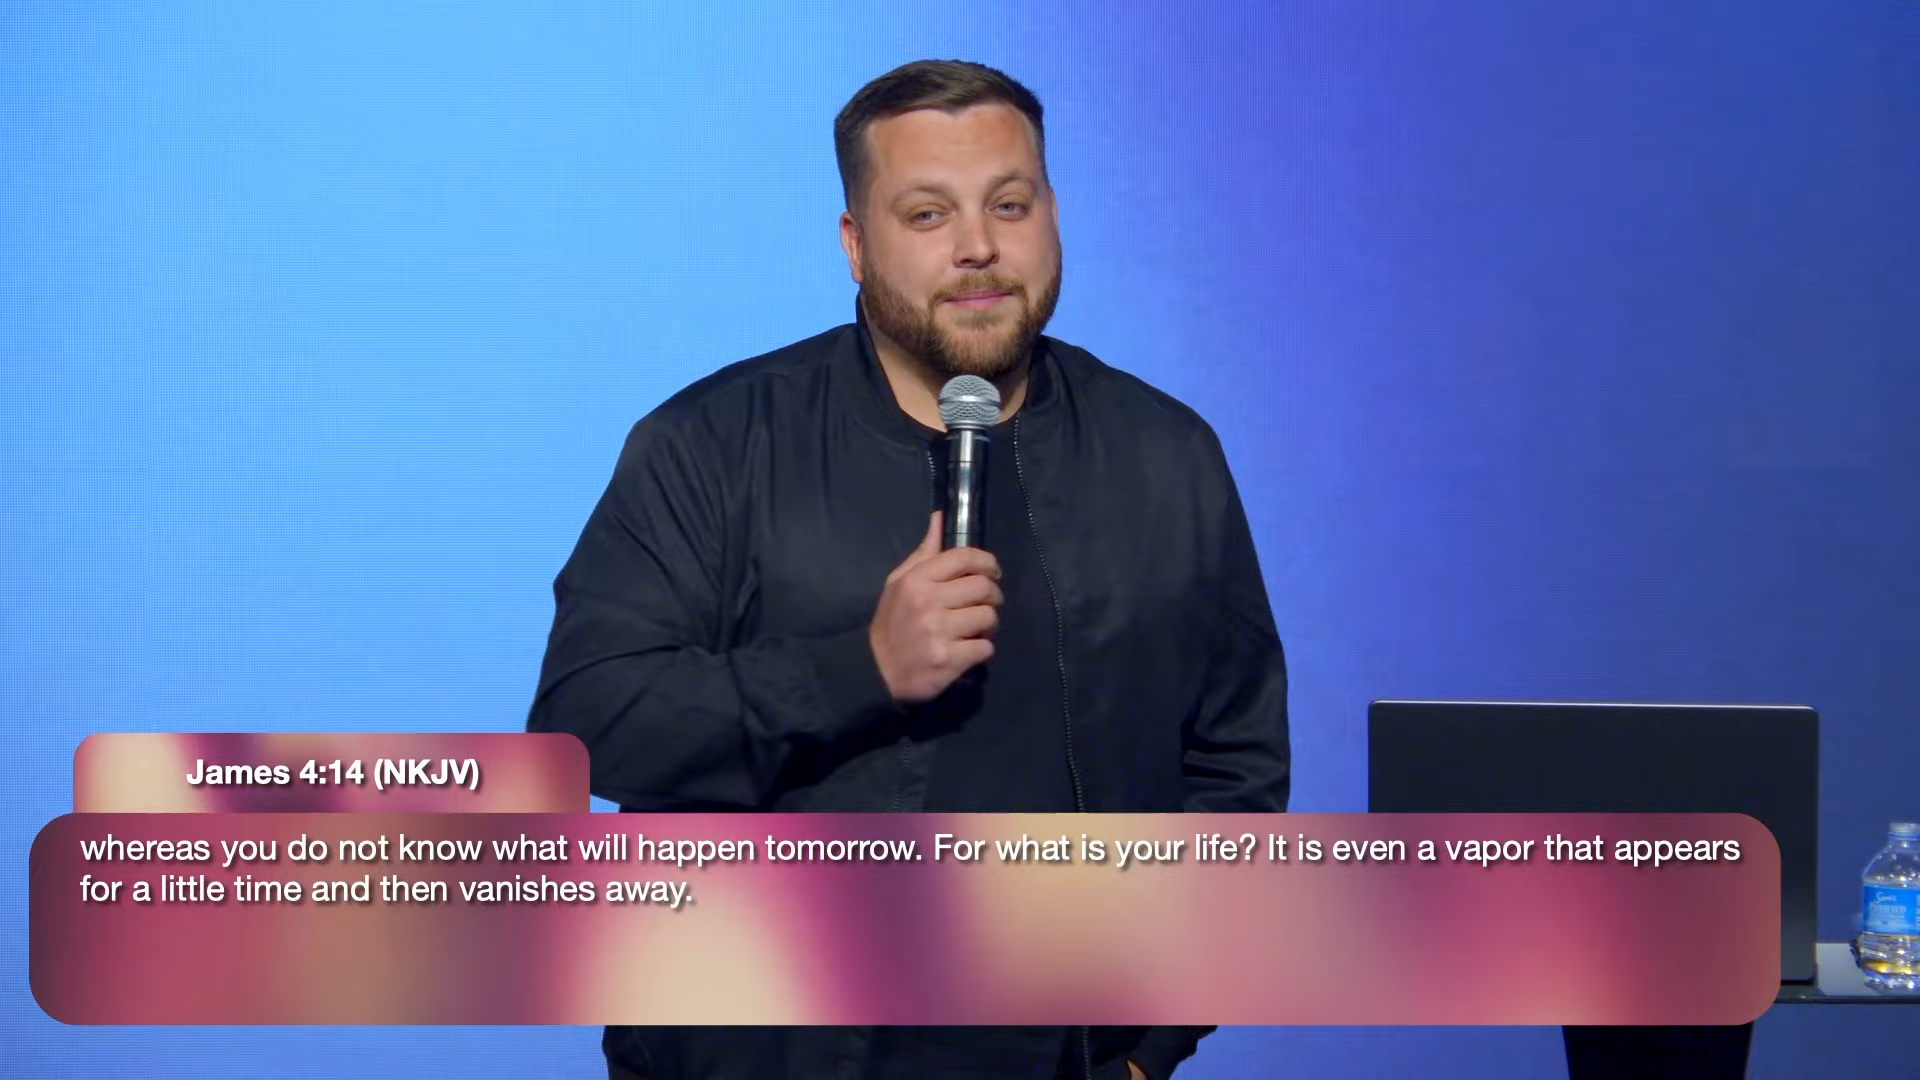 James 4:14 (NKJV)
whereas you do not know what will happen tomorrow. For what is your life? It is even a vapor that appears
for a little time and then vanishes away.